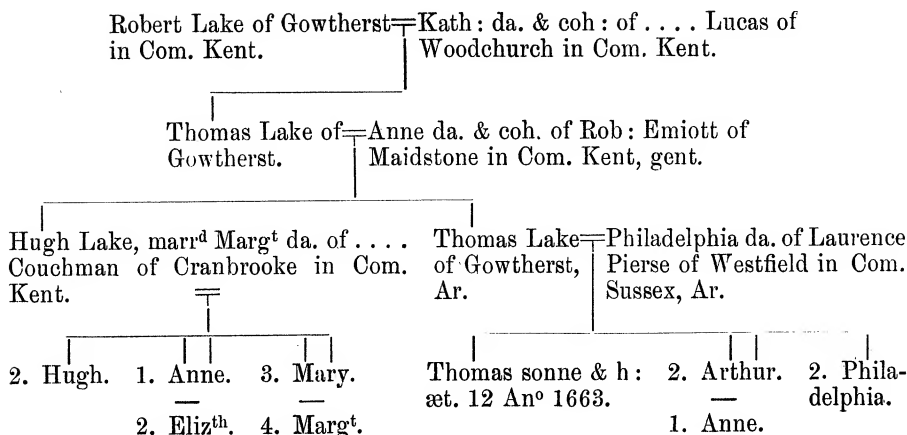 Robert Lake of Gowtherst=Kath : da. & coh : of . . . . Lucas of
in Com. Kent. Woodchurch in Com. Kent.
Thomas Lake of=Anne da. & coh. of Rob : Emiott of
Gowtherst. Maidstone in Com. Kent, gent.
Hugh Lake, marrᵈ Margᵗ da. of . . . .
Couchman of Cranbrooke in Com.
Kent.
Thomas Lake=Philadelphia da. of Laurence
of Gowtherst, Pierse of Westfield in Com.
Ar. Sussex, Ar.
2. Hugh. 1. Anne. 3. Mary.
2. Elizᵗʰ. 4. Margᵗ.
Thomas sonne & h : 2. Arthur. 2. Phila-
æt. 12 Anº 1663. delphia.
1. Anne.